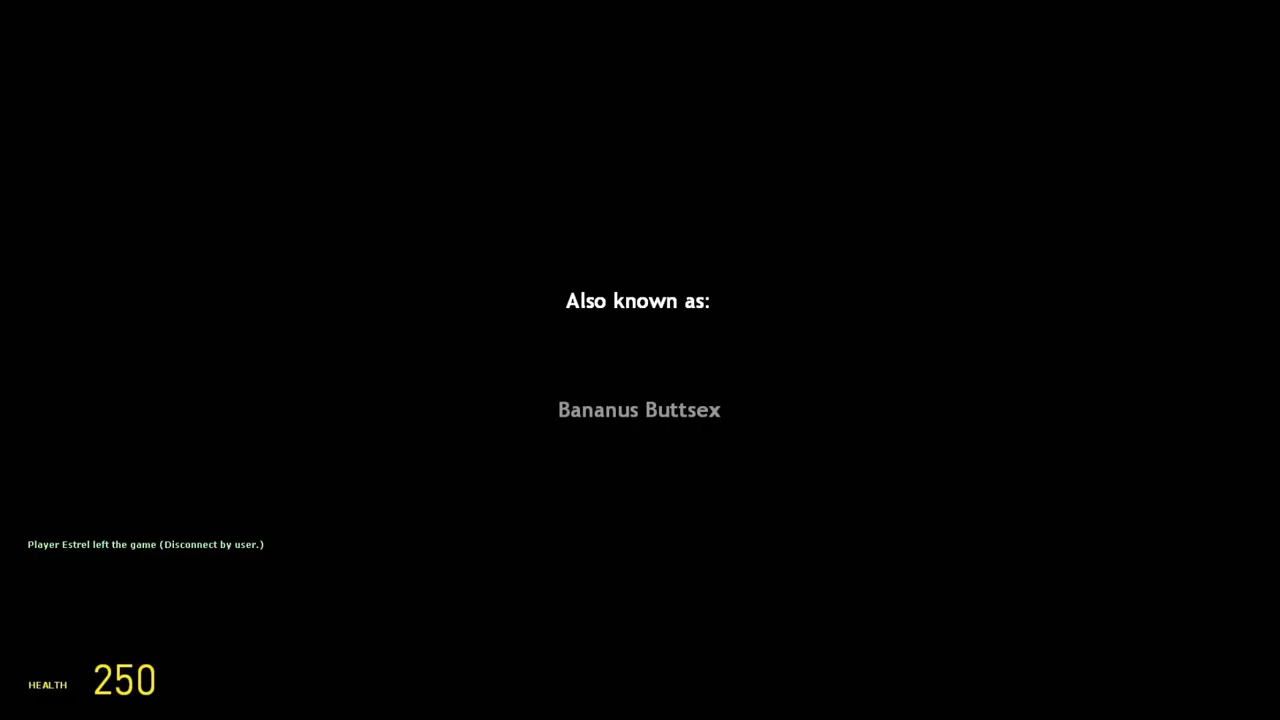 Also known as:
Bananus Buttsex
Player Estrel left the game (Disconnect by user.)
HEALTH 250